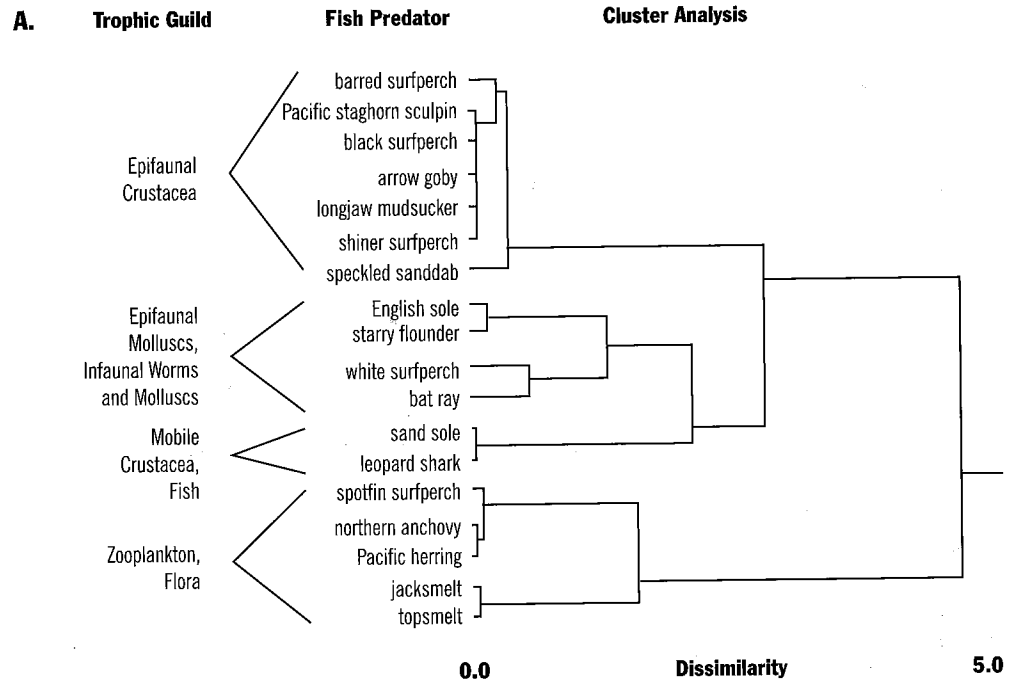 A. Trophic Guild Fish Predator Cluster Analysis
barred surfperch
Pacific staghorn sculpin
black surfperch
arrow goby
longjaw mudsucker
shiner surfperch
speckled sanddab
Epifaunal
Crustacea
English sole
starry flounder
white surfperch
bat ray
Epifaunal
Molluscs,
Infaunal Worms
and Molluscs
sand sole
leopard shark
Mobile
Crustacea,
Fish
spotfin surfperch
northern anchovy
Pacific herring
jacksmelt
topsmelt
Zooplankton,
Flora
0.0 Dissimilarity 5.0